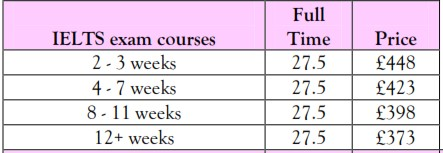 Full
IELTS exam courses Time Price
2 - 3 weeks 27.5 £448
4 - 7 weeks 27.5 £423
8 - 11 weeks 27.5 £398
12+ weeks 27.5 £373